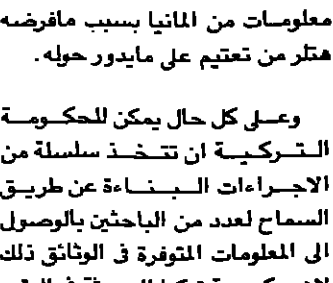 معلومات من المانيا بسبب مافرضه
هتلر من تعتيم على مايدور حوله.
وعلى كل حال يمكن للحكومة
التركية ان تتخذ سلسلة من
الاجراءات البناءة عن طريق
السماح لعدد من الباحثين بالوصول
الى المعلومات المتوفرة فى الوثائق ذلك